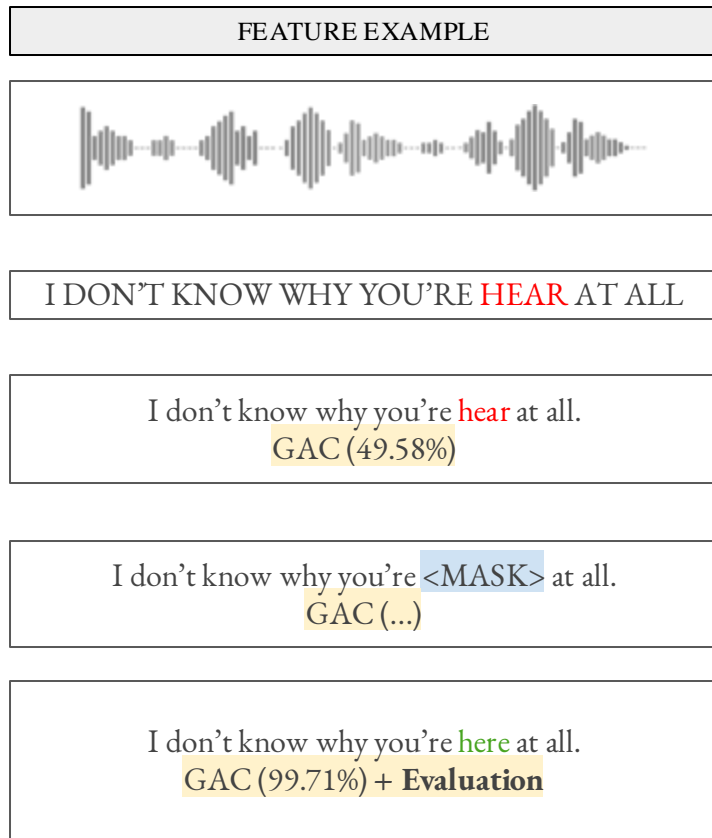 FEATURE EXAMPLE
I DON’T KNOW WHY YOU’RE HEAR AT ALL
I don’t know why you’re hear at all.
GAC (49.58%)
I don’t know why you’re <MASK> at all.
GAC (...)
I don’t know why you’re here at all.
GAC (99.71%) + Evaluation